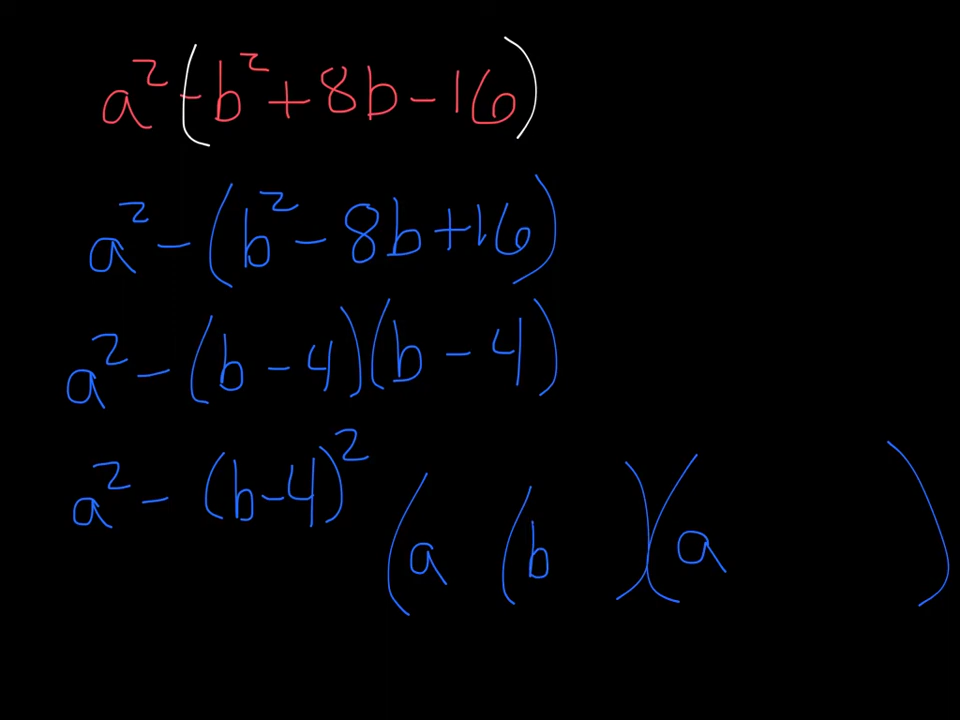 a² (-b² + 8b - 16)
a² - (b² - 8b + 16)
a² - (b - 4)(b - 4)
a² - (b - 4)²
(a (b )(a )